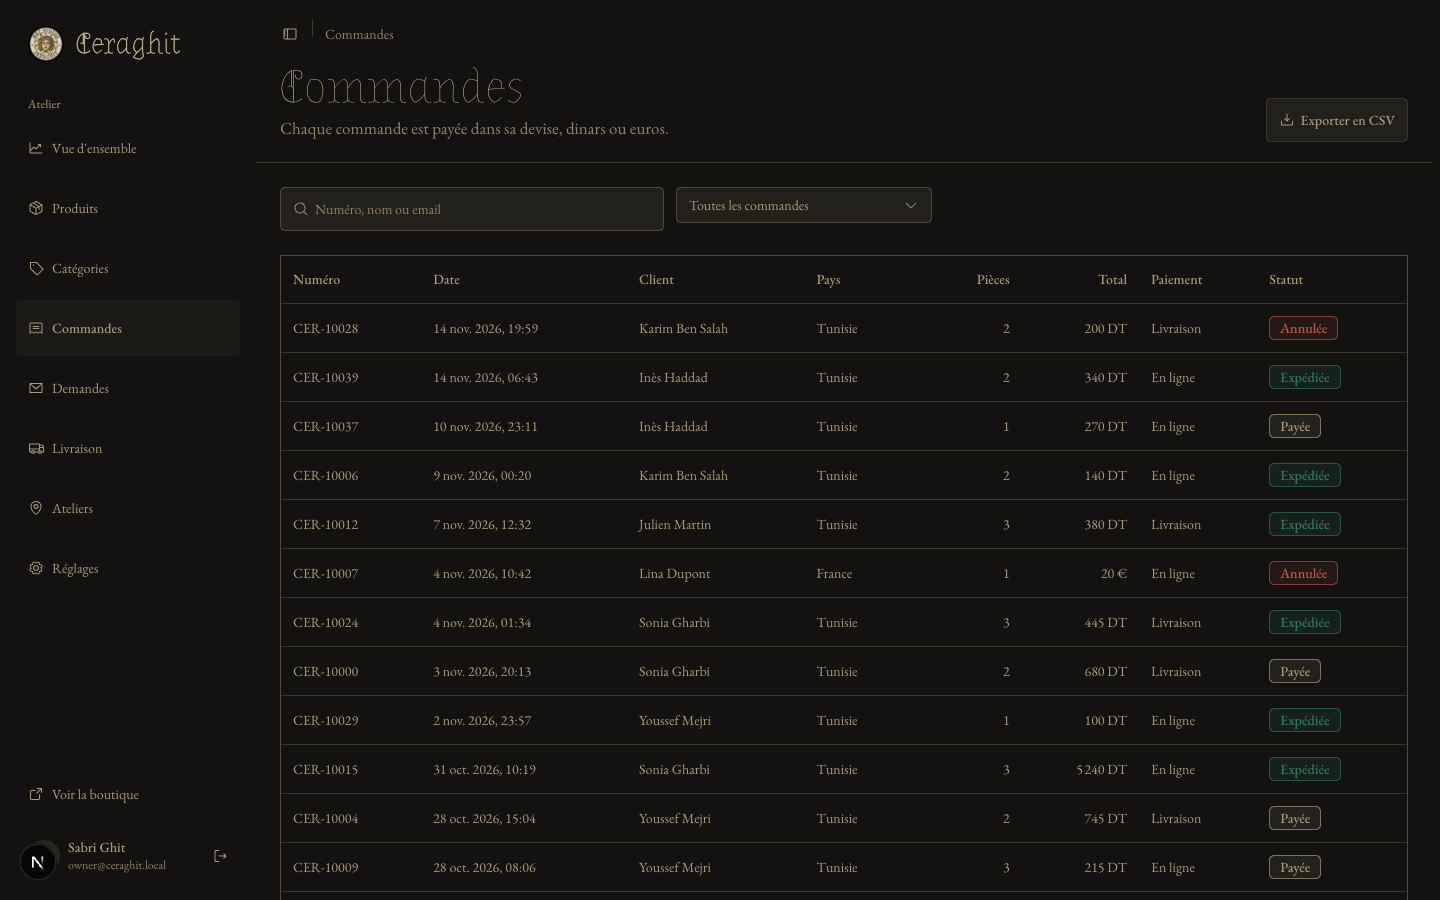 Ceraghit
Atelier
Vue d'ensemble
Produits
Catégories
Commandes
Demandes
Livraison
Ateliers
Réglages
Voir la boutique
N
Sabri Ghit
owner@ceraghit.local
Commandes
Commandes
Chaque commande est payée dans sa devise, dinars ou euros.
Exporter en CSV
Numéro, nom ou email
Toutes les commandes
Numéro Date Client Pays Pièces Total Paiement Statut
CER-10028 14 nov. 2026, 19:59 Karim Ben Salah Tunisie 2 200 DT Livraison Annulée
CER-10039 14 nov. 2026, 06:43 Inès Haddad Tunisie 2 340 DT En ligne Expédiée
CER-10037 10 nov. 2026, 23:11 Inès Haddad Tunisie 1 270 DT En ligne Payée
CER-10006 9 nov. 2026, 00:20 Karim Ben Salah Tunisie 2 140 DT En ligne Expédiée
CER-10012 7 nov. 2026, 12:32 Julien Martin Tunisie 3 380 DT Livraison Expédiée
CER-10007 4 nov. 2026, 10:42 Lina Dupont France 1 20 € En ligne Annulée
CER-10024 4 nov. 2026, 01:34 Sonia Gharbi Tunisie 3 445 DT Livraison Expédiée
CER-10000 3 nov. 2026, 20:13 Sonia Gharbi Tunisie 2 680 DT Livraison Payée
CER-10029 2 nov. 2026, 23:57 Youssef Mejri Tunisie 1 100 DT En ligne Expédiée
CER-10015 31 oct. 2026, 10:19 Sonia Gharbi Tunisie 3 5 240 DT En ligne Expédiée
CER-10004 28 oct. 2026, 15:04 Youssef Mejri Tunisie 2 745 DT Livraison Payée
CER-10009 28 oct. 2026, 08:06 Youssef Mejri Tunisie 3 215 DT En ligne Payée